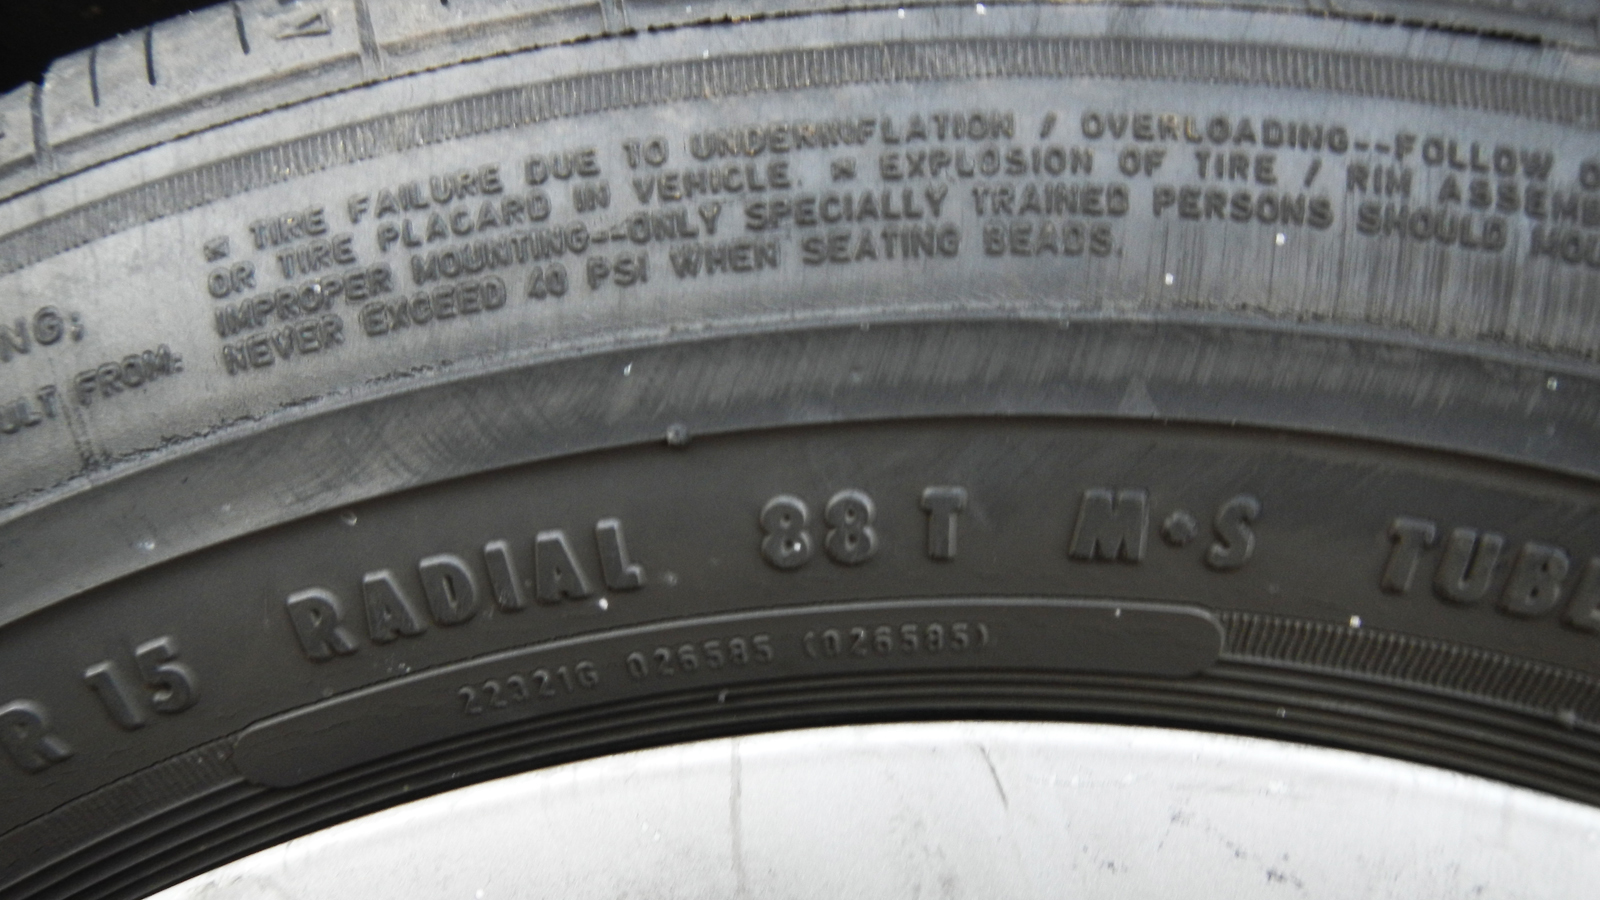 × TIRE FAILURE DUE TO UNDERINFLATION / OVERLOADING--FOLLOW
OR TIRE PLACARD IN VEHICLE. × EXPLOSION OF TIRE / RIM ASSEMB
IMPROPER MOUNTING--ONLY SPECIALLY TRAINED PERSONS SHOULD MOU
NG; NEVER EXCEED 40 PSI WHEN SEATING BEADS.
ULT FROM:
R 15 RADIAL 88 T M+S TUBE
22321G 026585 (026585)